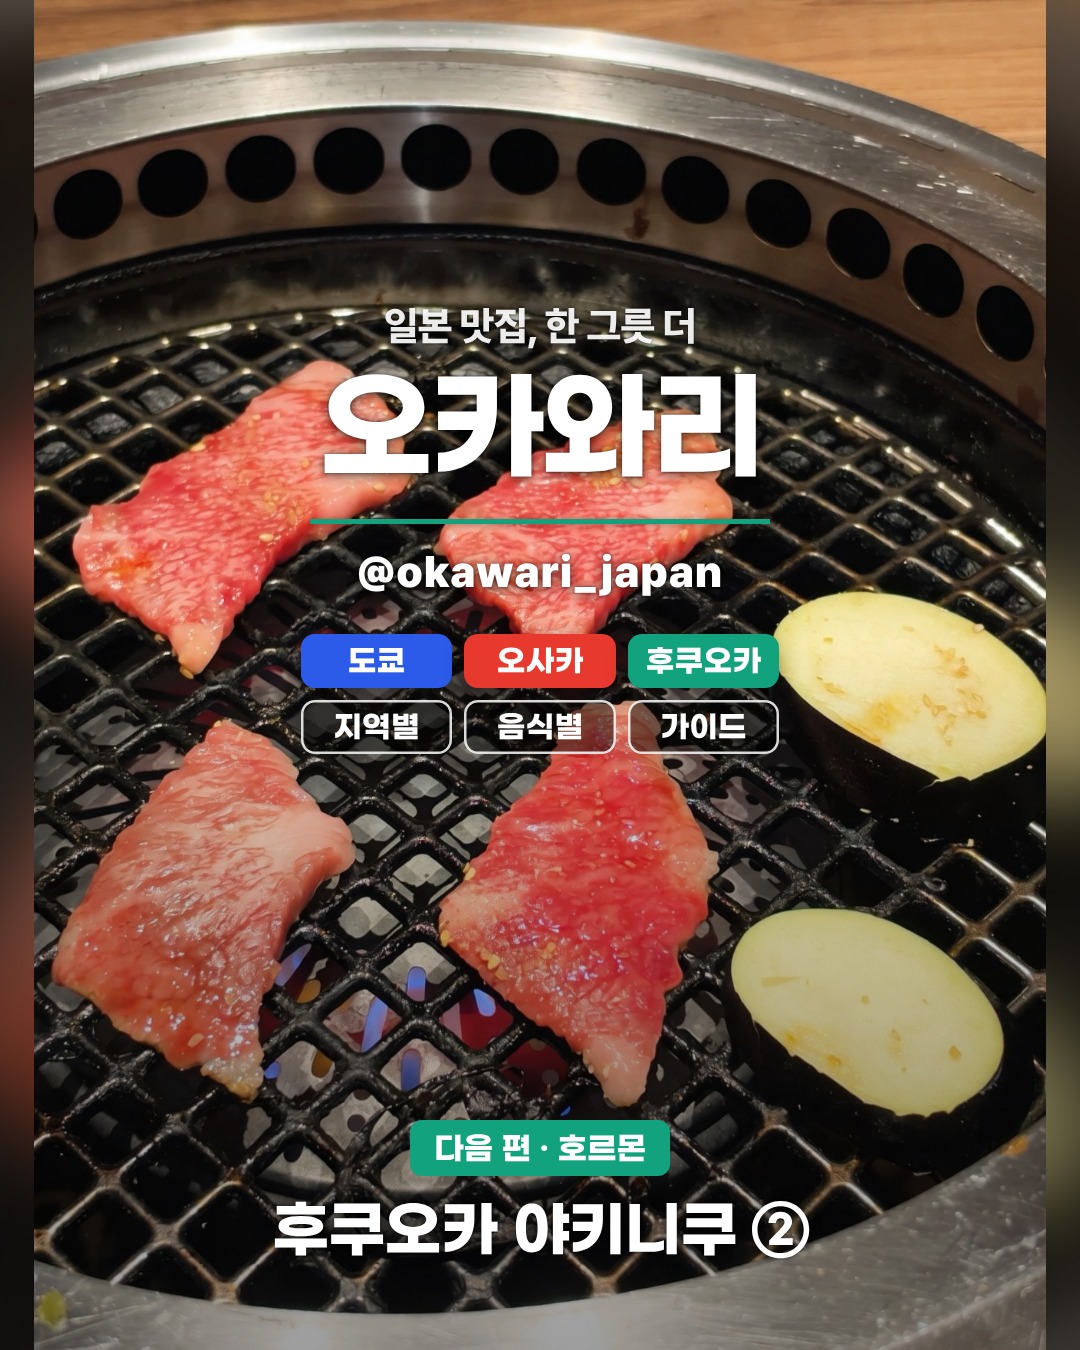 일본 맛집, 한 그릇 더
오카와리
@okawari_japan
도쿄 오사카 후쿠오카
지역별 음식별 가이드
다음 편 · 호르몬
후쿠오카 야키니쿠 ②